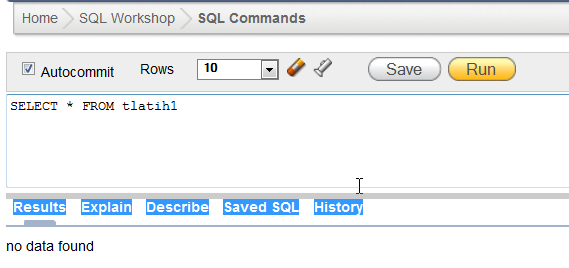 Home SQL Workshop SQL Commands
Autocommit Rows 10 Save Run
SELECT * FROM tlatih1
Results Explain Describe Saved SQL History
no data found